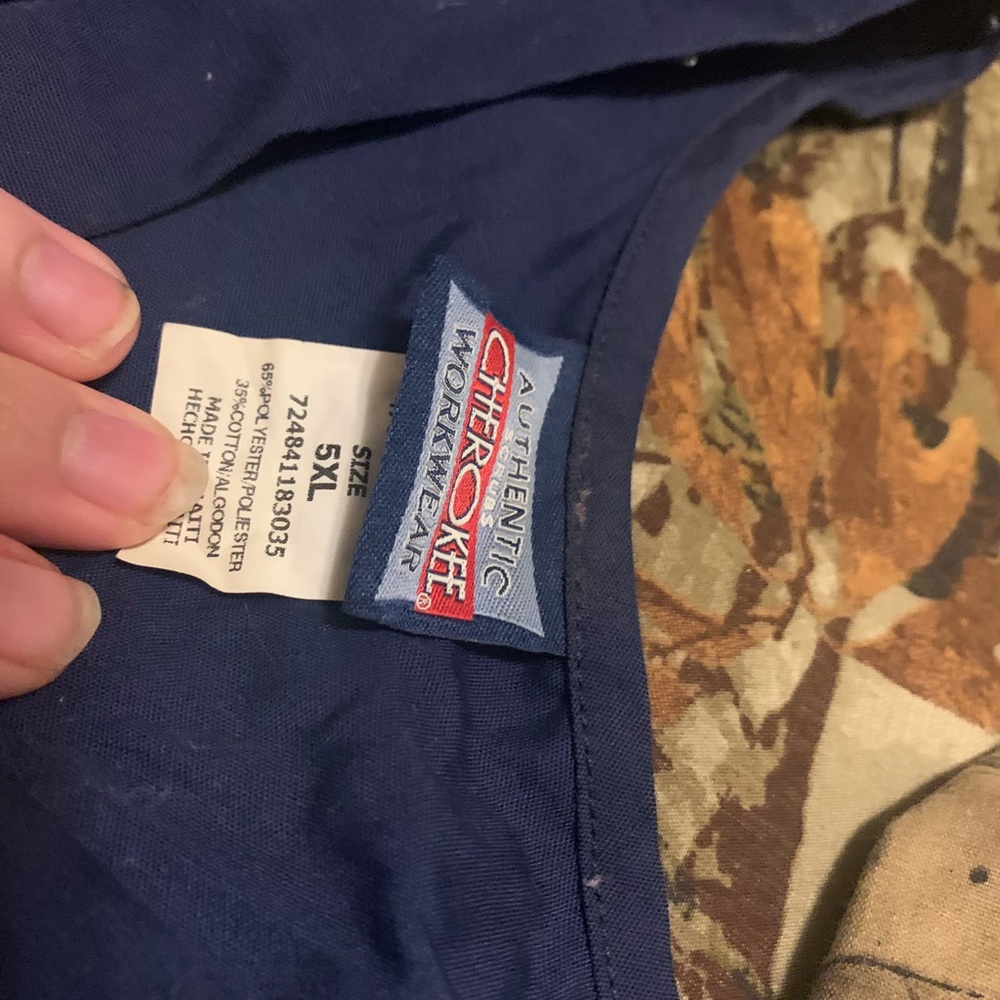 AUTHENTIC
CHEROKEE®
WORKWEAR
SIZE
5XL
724841183035
65%POLYESTER/POLIESTER
35%COTTON/ALGODON
MADE
HECHO